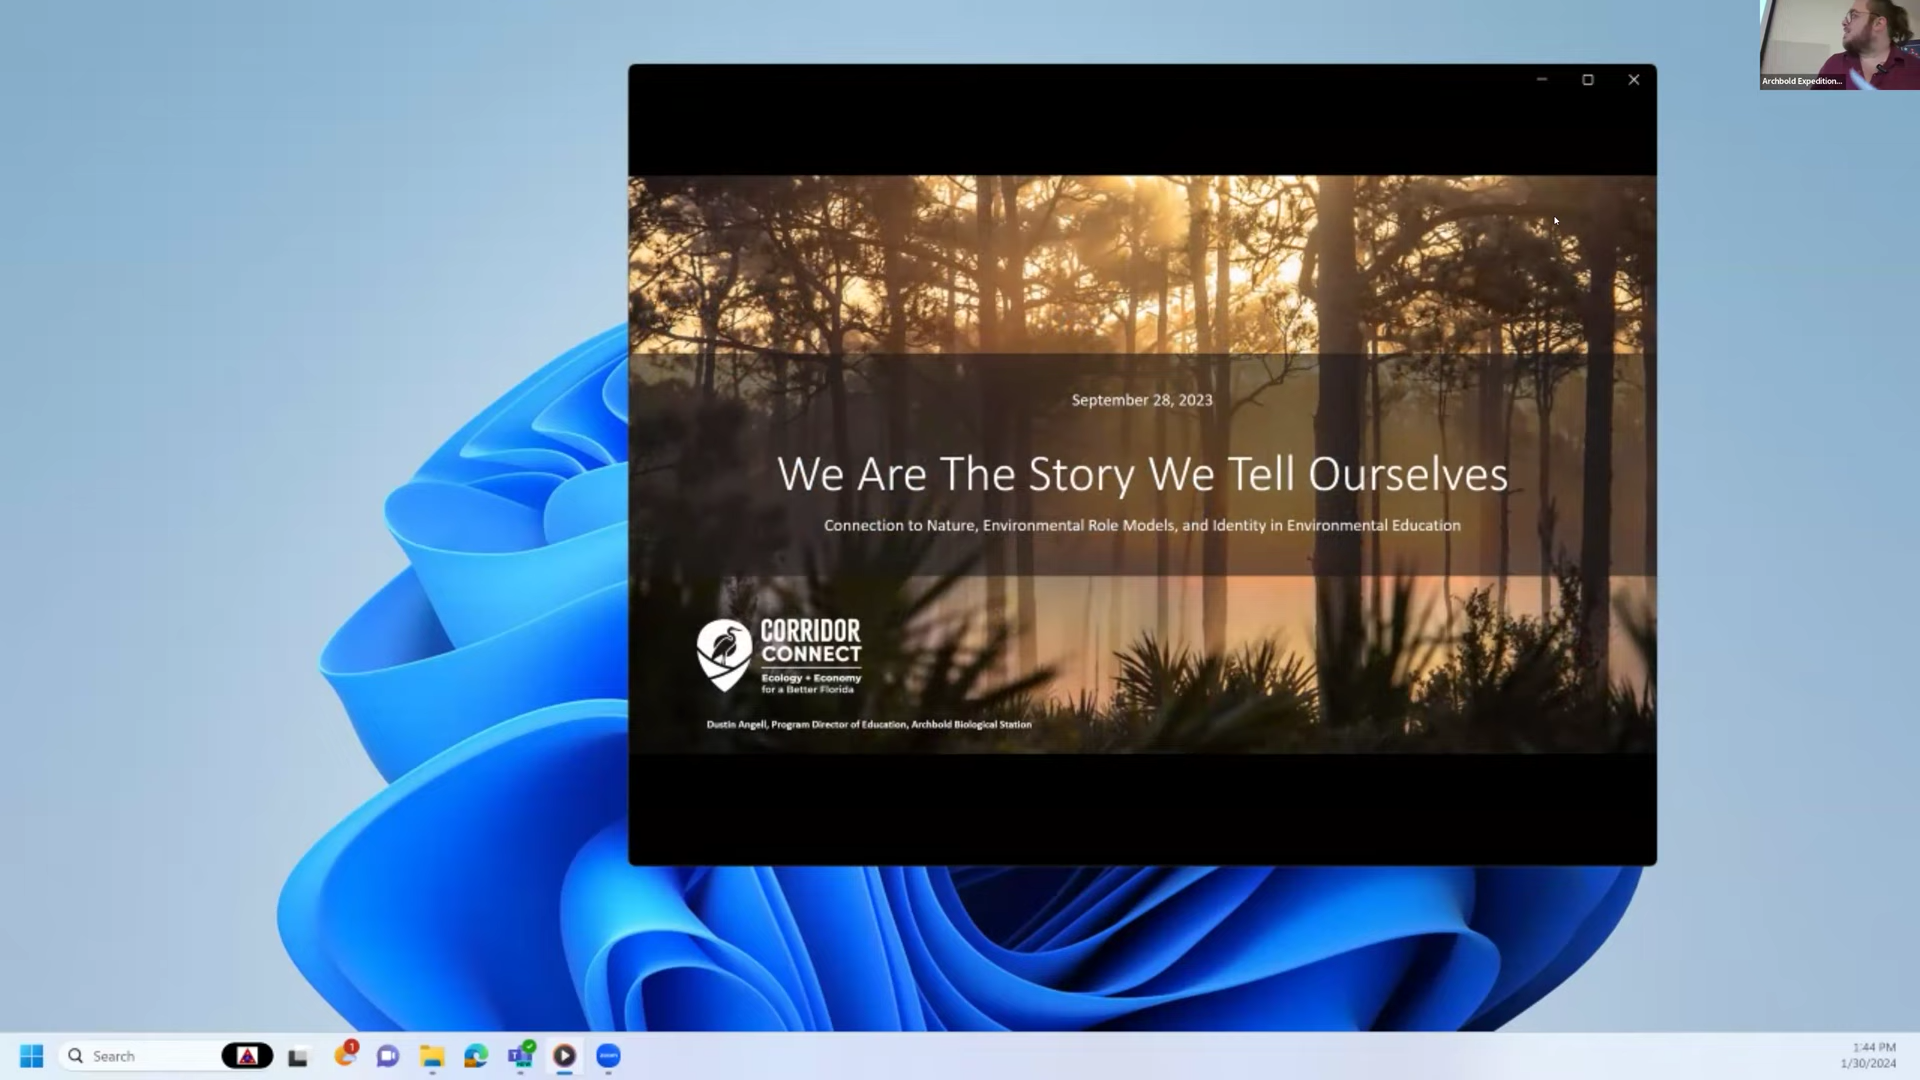 Archbold Expedition...
September 28, 2023
We Are The Story We Tell Ourselves
Connection to Nature, Environmental Role Models, and Identity in Environmental Education
CORRIDOR
CONNECT
Ecology + Economy
for a Better Florida
Dustin Angell, Program Director of Education, Archbold Biological Station
Search
1
zoom
1:44 PM
1/30/2024